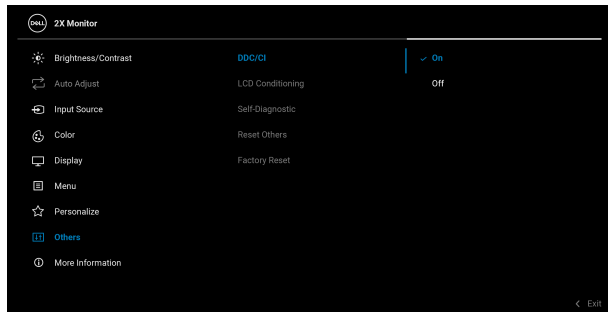 DELL 2X Monitor
Brightness/Contrast DDC/CI On
Auto Adjust LCD Conditioning Off
Input Source Self-Diagnostic
Color Reset Others
Display Factory Reset
Menu
Personalize
Others
More Information
Exit